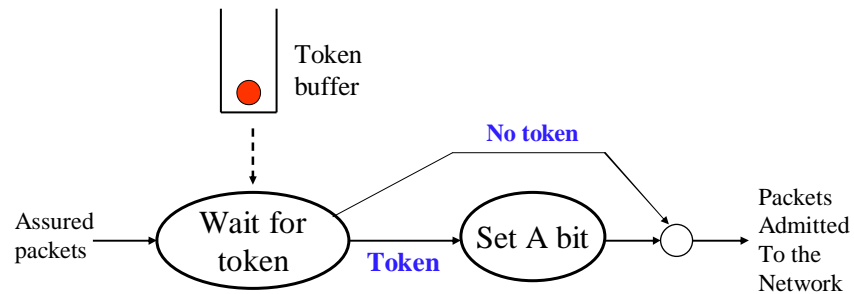 Token
buffer
No token
Assured
packets
Wait for
token
Token
Set A bit
Packets
Admitted
To the
Network